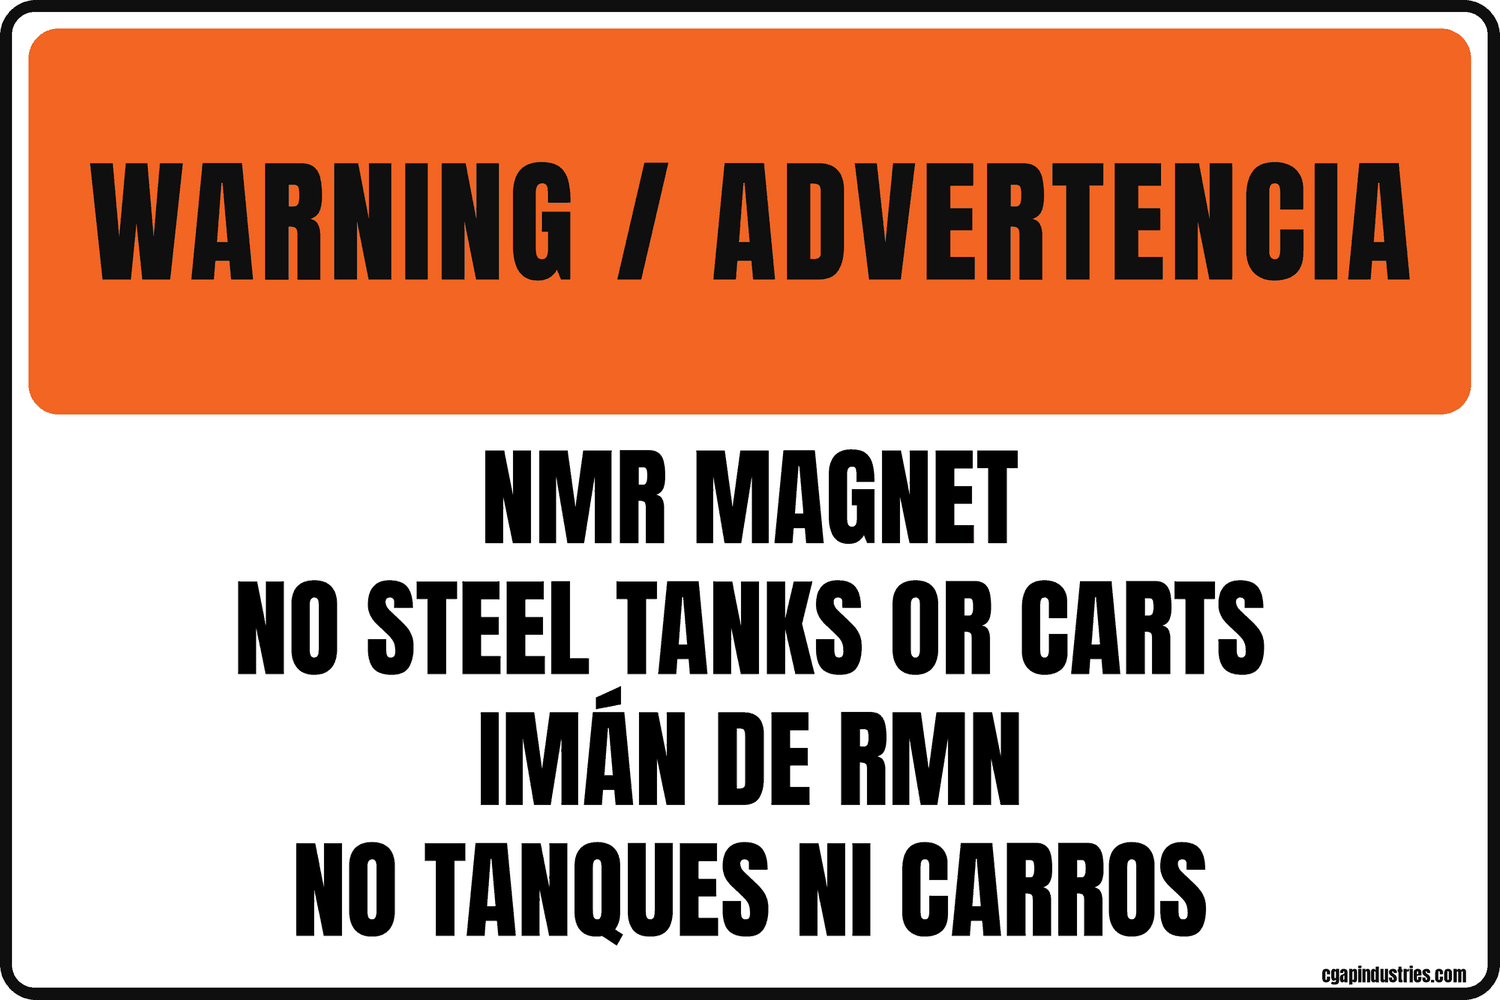 WARNING / ADVERTENCIA
NMR MAGNET
NO STEEL TANKS OR CARTS
IMÁN DE RMN
NO TANQUES NI CARROS
cgapindustries.com